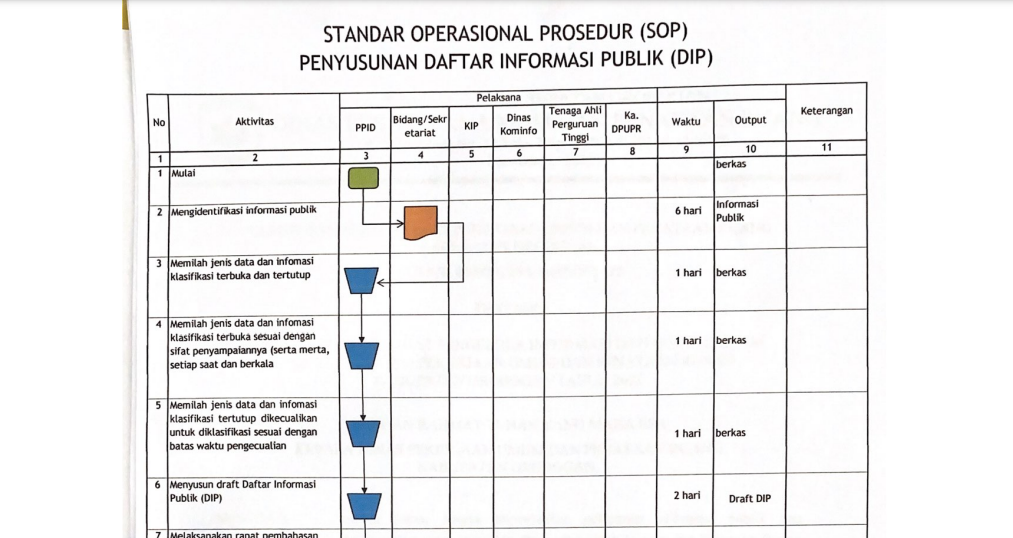 STANDAR OPERASIONAL PROSEDUR (SOP)
PENYUSUNAN DAFTAR INFORMASI PUBLIK (DIP)
No
Aktivitas
Pelaksana
PPID
Bidang/Sekr
etariat
KIP
Dinas
Kominfo
Tenaga Ahli
Perguruan
Tinggi
Ka.
DPUPR
Waktu
Output
Keterangan
1 2 3 4 5 6 7 8 9 10 11
1 Mulai berkas
2 Mengidentifikasi informasi publik 6 hari Informasi
Publik
3 Memilah jenis data dan infomasi
klasifikasi terbuka dan tertutup 1 hari berkas
4 Memilah jenis data dan infomasi
klasifikasi terbuka sesuai dengan 1 hari berkas
sifat penyampaiannya (serta merta,
setiap saat dan berkala
5 Memilah jenis data dan infomasi
klasifikasi tertutup dikecualikan
untuk diklasifikasi sesuai dengan 1 hari berkas
batas waktu pengecualian
6 Menyusun draft Daftar Informasi 2 hari Draft DIP
Publik (DIP)
7 Melaksanakan rapat pembahasan